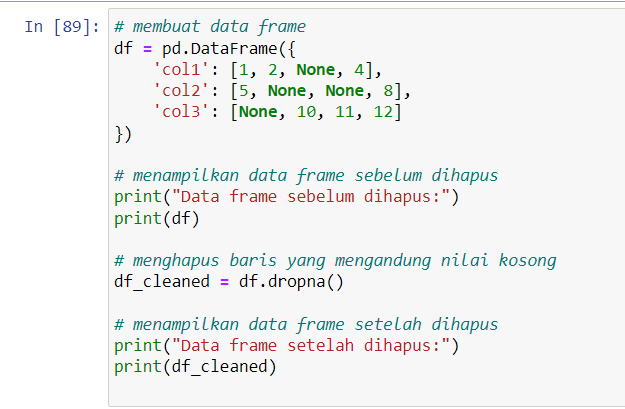 In [89]: # membuat data frame
df = pd.DataFrame({
    'col1': [1, 2, None, 4],
    'col2': [5, None, None, 8],
    'col3': [None, 10, 11, 12]
})

# menampilkan data frame sebelum dihapus
print("Data frame sebelum dihapus:")
print(df)

# menghapus baris yang mengandung nilai kosong
df_cleaned = df.dropna()

# menampilkan data frame setelah dihapus
print("Data frame setelah dihapus:")
print(df_cleaned)